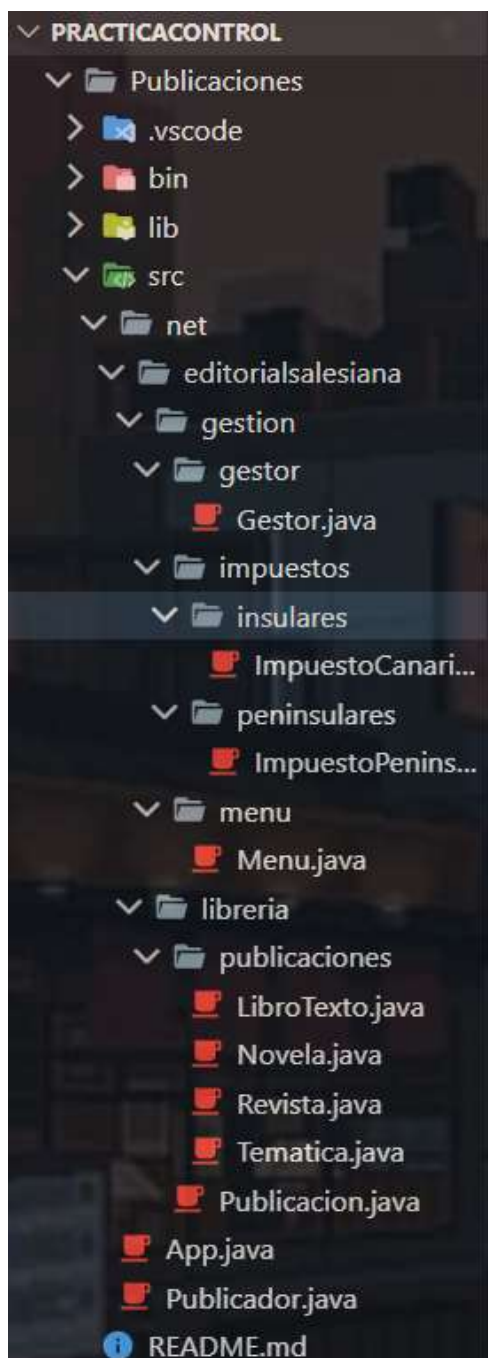 PRACTICACONTROL
Publicaciones
.vscode
bin
lib
src
net
editorialsalesiana
gestion
gestor
Gestor.java
impuestos
insulares
ImpuestoCanari...
peninsulares
ImpuestoPenins...
menu
Menu.java
libreria
publicaciones
LibroTexto.java
Novela.java
Revista.java
Tematica.java
Publicacion.java
App.java
Publicador.java
README.md